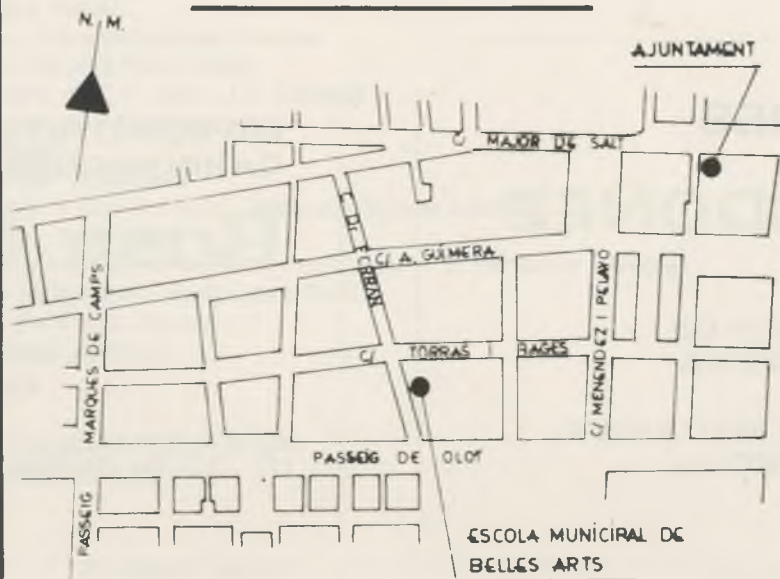 N. M.
AJUNTAMENT
C/ MAJOR DE SALT
C/ A. GUIMERA
C/ TORRAS I BAGES
C/ MENENDEZ I PELAYO
MARQUES DE CAMPS
PASSEIG
PASSEIG DE OLOT
ESCOLA MUNICIPAL DE
BELLES ARTS